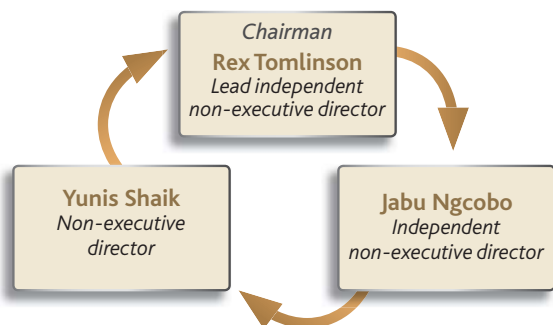 Chairman
Rex Tomlinson
Lead independent
non-executive director
Yunis Shaik
Non-executive
director
Jabu Ngcobo
Independent
non-executive director